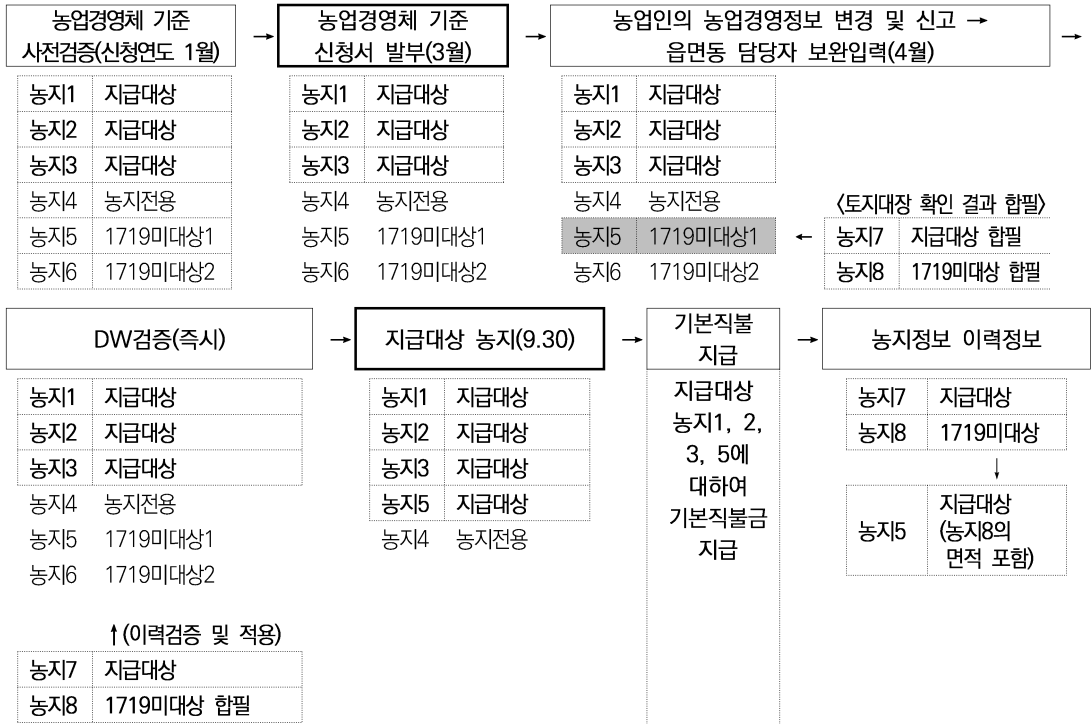 농업경영체 기준
사전검증(신청연도 1월)
→
농업경영체 기준
신청서 발부(3월)
→
농업인의 농업경영정보 변경 및 신고 →
읍면동 담당자 보완입력(4월)
→
농지1 지급대상
농지2 지급대상
농지3 지급대상
농지4 농지전용
농지5 1719미대상1
농지6 1719미대상2
농지1 지급대상
농지2 지급대상
농지3 지급대상
농지4 농지전용
농지5 1719미대상1
농지6 1719미대상2
농지1 지급대상
농지2 지급대상
농지3 지급대상
농지4 농지전용
농지5 1719미대상1
농지6 1719미대상2
←
〈토지대장 확인 결과 합필〉
농지7 지급대상 합필
농지8 1719미대상 합필
DW검증(즉시)
→
지급대상 농지(9.30)
→
기본직불
지급
→
농지정보 이력정보
농지1 지급대상
농지2 지급대상
농지3 지급대상
농지4 농지전용
농지5 1719미대상1
농지6 1719미대상2
↑(이력검증 및 적용)
농지7 지급대상
농지8 1719미대상 합필
농지1 지급대상
농지2 지급대상
농지3 지급대상
농지5 지급대상
농지4 농지전용
지급대상
농지1, 2,
3, 5에
대하여
기본직불금
지급
농지7 지급대상
농지8 1719미대상
↓
농지5 지급대상
(농지8의
면적 포함)